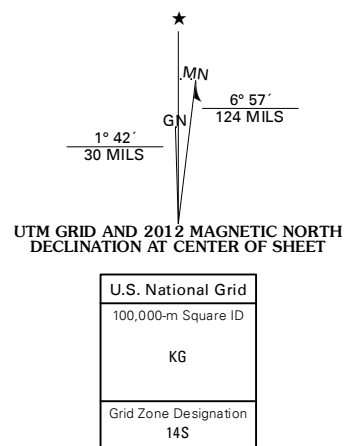 MN
GN
6° 57´
124 MILS
1° 42´
30 MILS
UTM GRID AND 2012 MAGNETIC NORTH
DECLINATION AT CENTER OF SHEET
U.S. National Grid
100,000-m Square ID
KG
Grid Zone Designation
14S